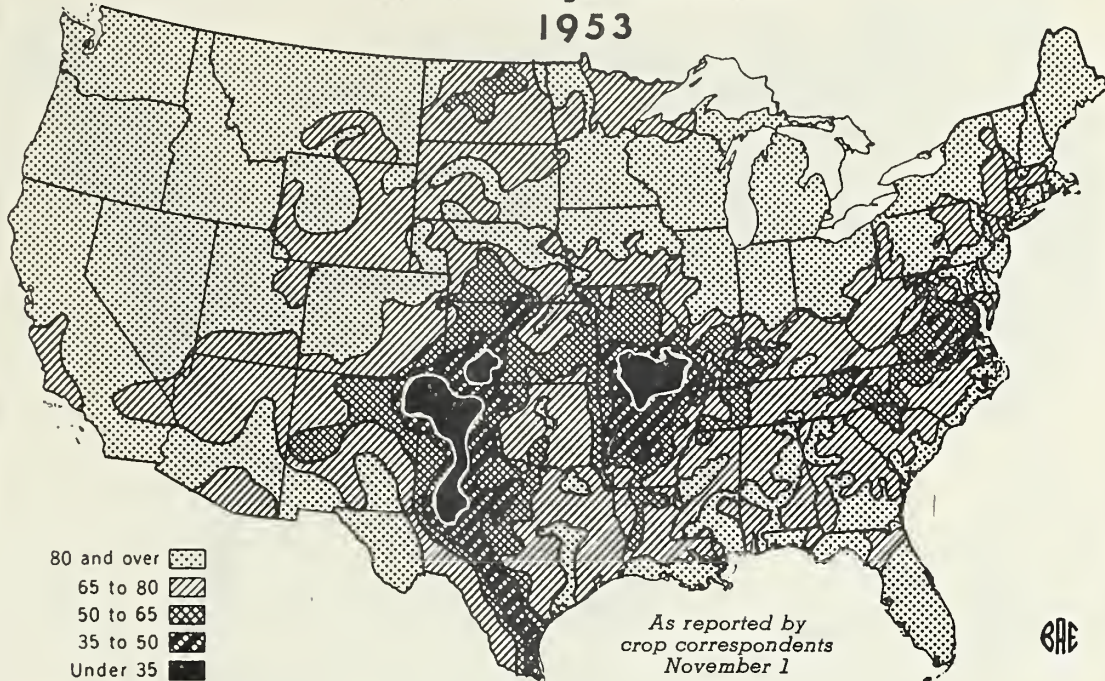 1953
80 and over
65 to 80
50 to 65
35 to 50
Under 35
As reported by
crop correspondents
November 1
BAE